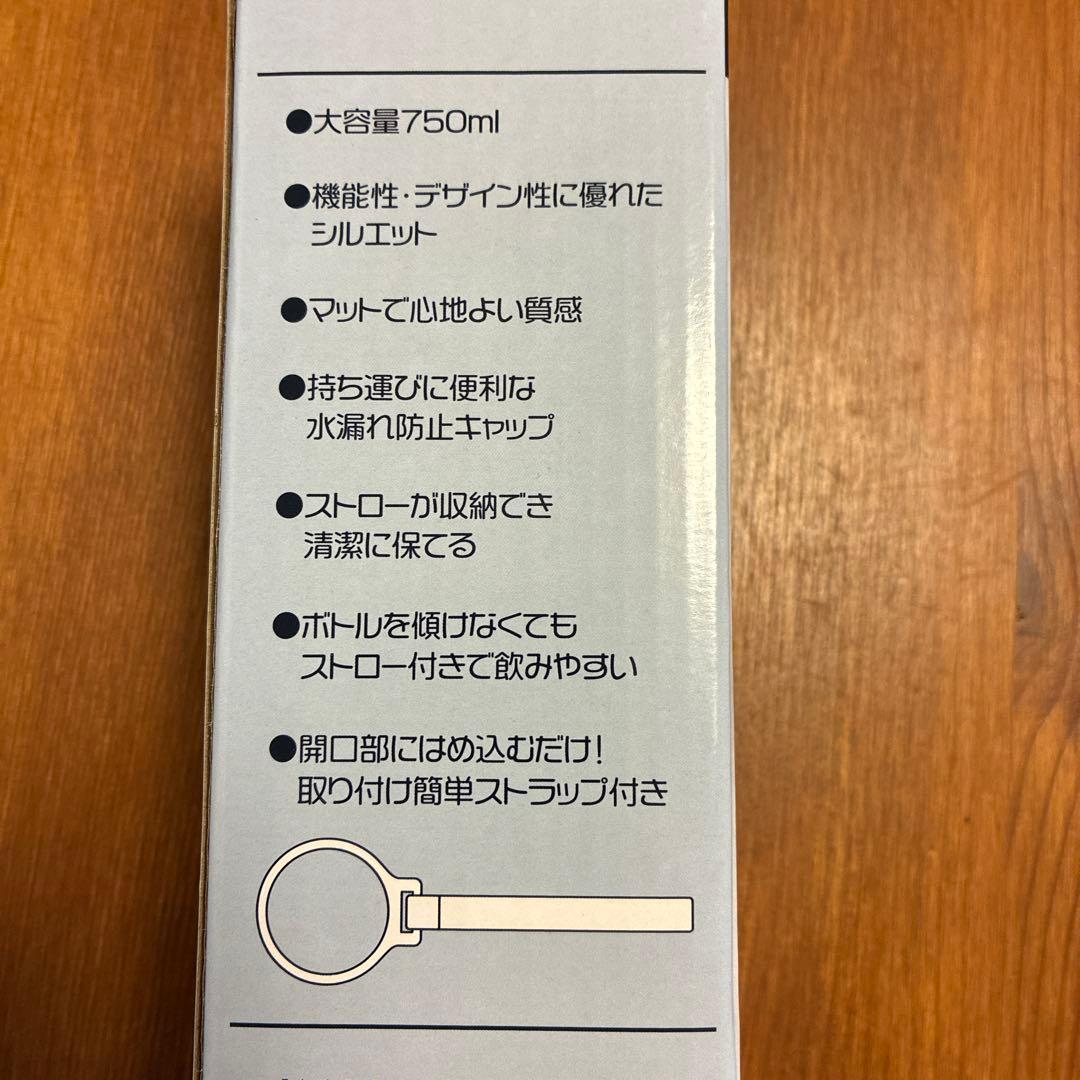 ●大容量750ml
●機能性・デザイン性に優れた
シルエット
●マットで心地よい質感
●持ち運びに便利な
水漏れ防止キャップ
●ストローが収納でき
清潔に保てる
●ボトルを傾けなくても
ストロー付きで飲みやすい
●開口部にはめ込むだけ!
取り付け簡単ストラップ付き